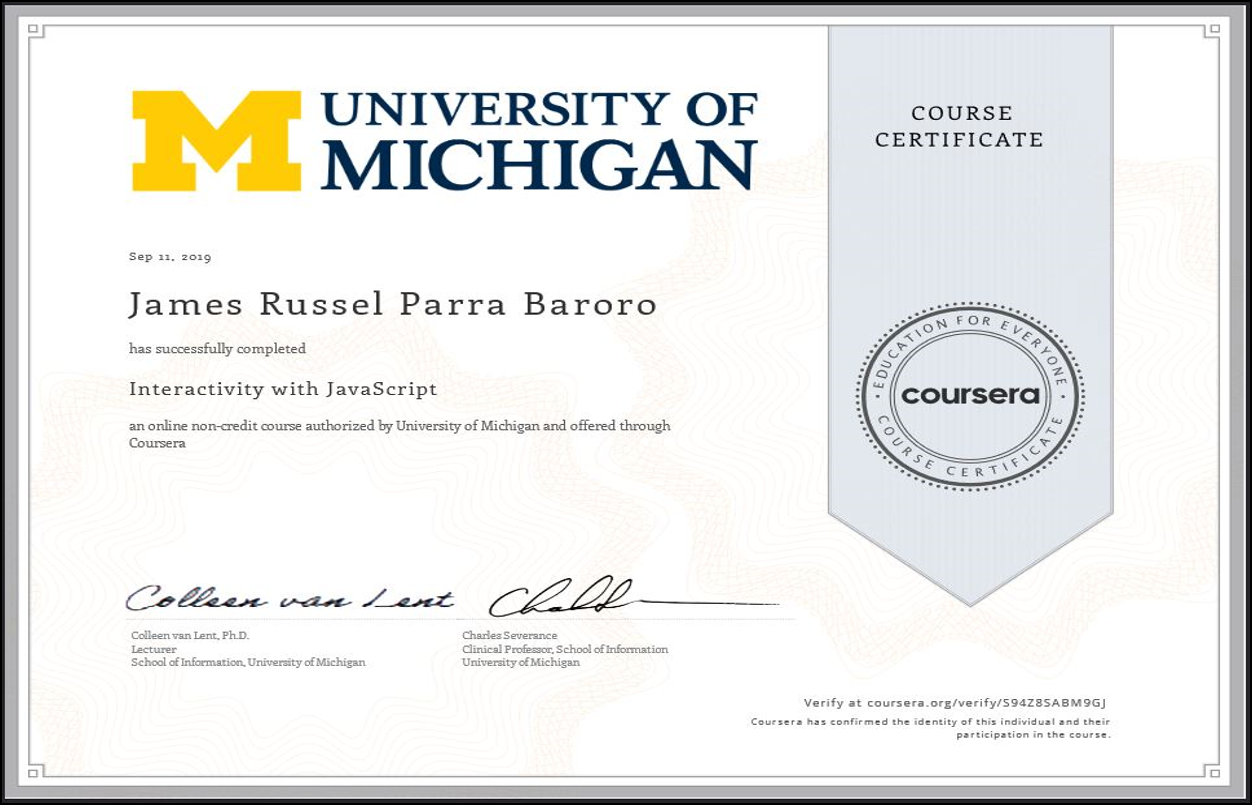 UNIVERSITY OF
MICHIGAN
COURSE
CERTIFICATE
Sep 11, 2019
James Russel Parra Baroro
has successfully completed
Interactivity with JavaScript
an online non-credit course authorized by University of Michigan and offered through
Coursera
EDUCATION FOR EVERYONE
coursera
COURSE CERTIFICATE
Colleen van Lent
Colleen van Lent, Ph.D.
Lecturer
School of Information, University of Michigan
Charles Severance
Clinical Professor, School of Information
University of Michigan
Verify at coursera.org/verify/S94Z8SABM9GJ
Coursera has confirmed the identity of this individual and their
participation in the course.